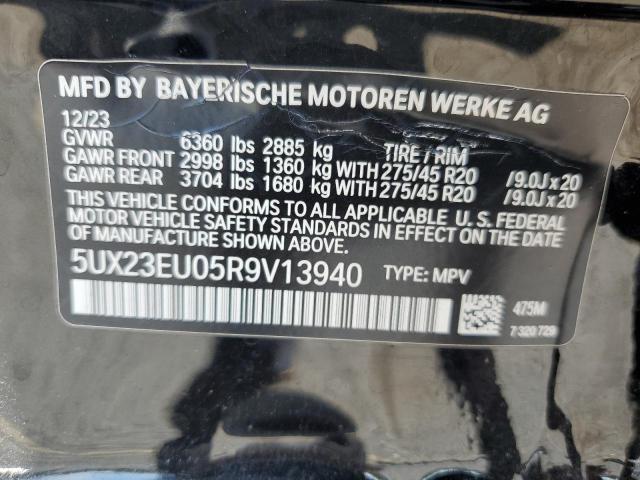 MFD BY BAYERISCHE MOTOREN WERKE AG
12/23
GVWR 6360 lbs 2885 kg TIRE / RIM
GAWR FRONT 2998 lbs 1360 kg WITH 275/45 R20 /9.0J x 20
GAWR REAR 3704 lbs 1680 kg WITH 275/45 R20 /9.0J x 20
THIS VEHICLE CONFORMS TO ALL APPLICABLE U. S. FEDERAL
MOTOR VEHICLE SAFETY STANDARDS IN EFFECT ON THE DATE
OF MANUFACTURE SHOWN ABOVE.
5UX23EU05R9V13940 TYPE: MPV
475M
7 320 729